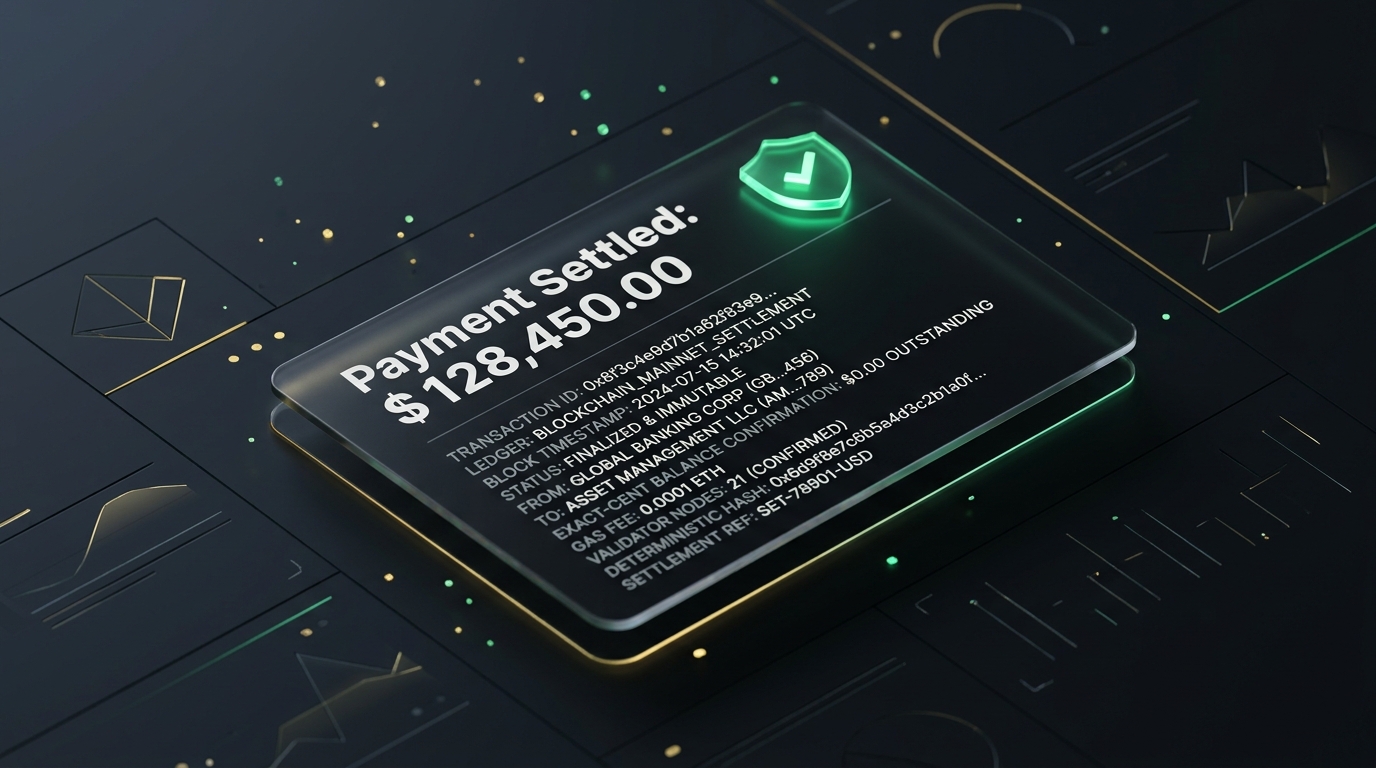 Payment Settled:
$128,450.00
TRANSACTION ID: 0x8f3c4e9d7b1a62f83e9...
LEDGER: BLOCKCHAIN_MAINNET_SETTLEMENT
BLOCK TIMESTAMP: 2024-07-15 14:32:01 UTC
STATUS: FINALIZED & IMMUTABLE
FROM: GLOBAL BANKING CORP (GB...456)
TO: ASSET MANAGEMENT LLC (AM...789)
EXACT-CENT BALANCE CONFIRMATION: $0.00 OUTSTANDING
GAS FEE: 0.0001 ETH
VALIDATOR NODES: 21 (CONFIRMED)
DETERMINISTIC HASH: 0x6d9f8e7c6b5a4d3c2b1a0f...
SETTLEMENT REF: SET-78901-USD